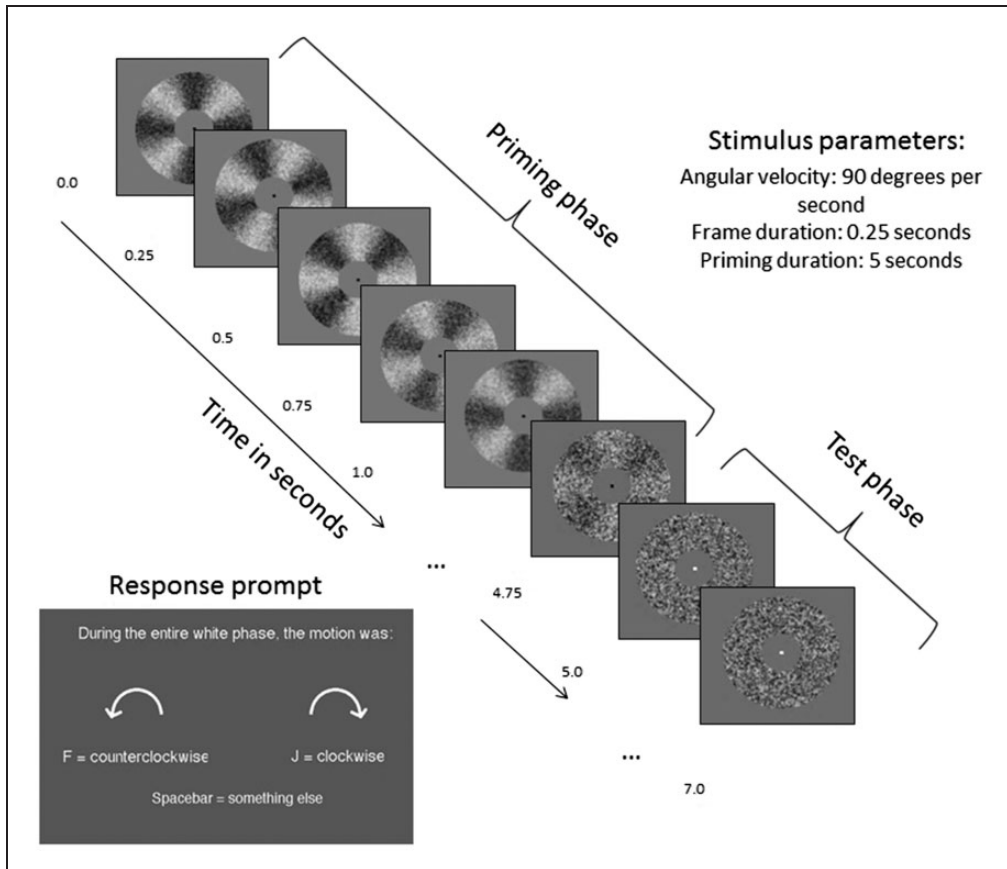 Priming phase
Stimulus parameters:
Angular velocity: 90 degrees per
second
Frame duration: 0.25 seconds
Priming duration: 5 seconds
0.0
0.25
0.5
0.75
1.0
Time in seconds
...
4.75
5.0
...
7.0
Test phase
Response prompt
During the entire white phase, the motion was:
F = counterclockwise
J = clockwise
Spacebar = something else